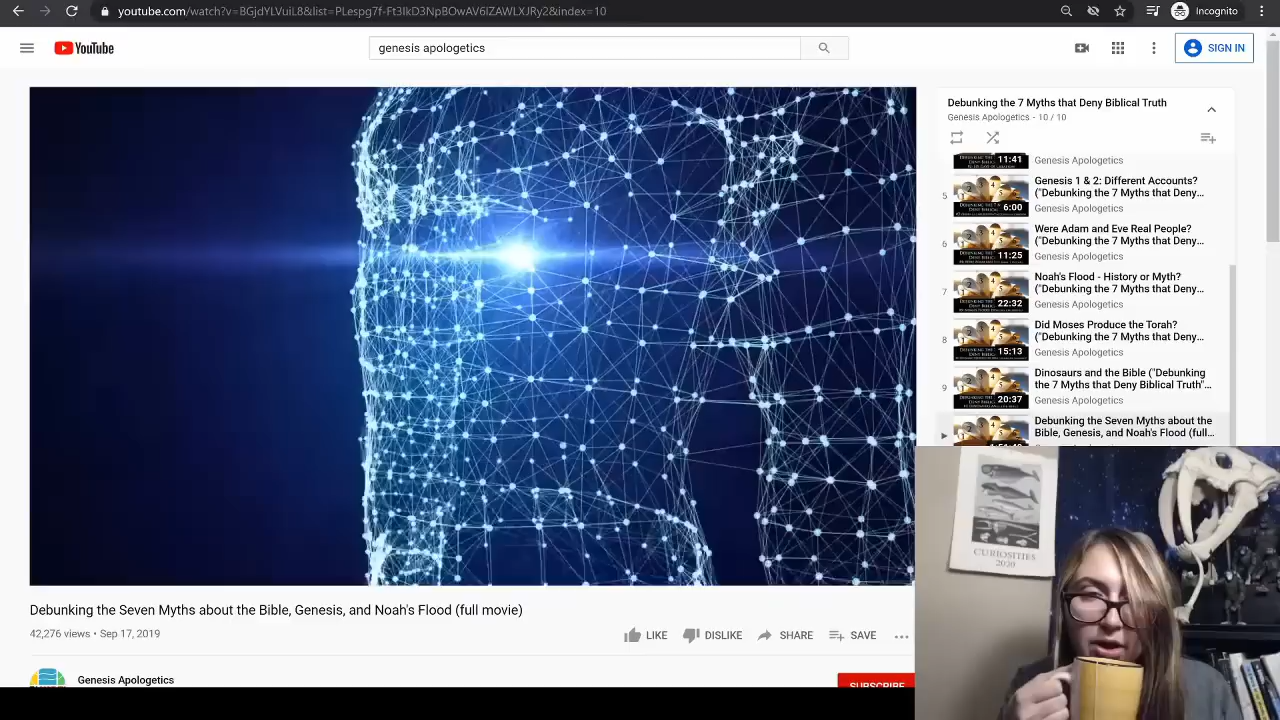 youtube.com/watch?v=BGjdYLVuiL8&list=PLespg7f-Ft3IkD3NpBOwAV6iZAWLXJRy2&index=10
Incognito
YouTube
genesis apologetics
SIGN IN
Debunking the 7 Myths that Deny Biblical Truth
Genesis Apologetics - 10 / 10
11:41
Genesis Apologetics
5
6:00
Genesis 1 & 2: Different Accounts?
("Debunking the 7 Myths that Deny...
Genesis Apologetics
6
11:25
Were Adam and Eve Real People?
("Debunking the 7 Myths that Deny...
Genesis Apologetics
7
22:32
Noah's Flood - History or Myth?
("Debunking the 7 Myths that Deny...
Genesis Apologetics
8
15:13
Did Moses Produce the Torah?
("Debunking the 7 Myths that Deny...
Genesis Apologetics
9
20:37
Dinosaurs and the Bible ("Debunking
the 7 Myths that Deny Biblical Truth"...
Genesis Apologetics
Debunking the Seven Myths about the
Bible, Genesis, and Noah's Flood (full...
CURIOSITIES
2020
Debunking the Seven Myths about the Bible, Genesis, and Noah's Flood (full movie)
42,276 views • Sep 17, 2019
LIKE
DISLIKE
SHARE
SAVE
Genesis Apologetics
SUBSCRIBE